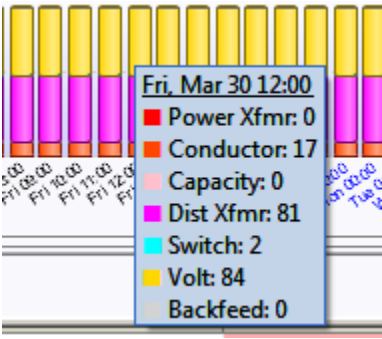 Fri, Mar 30 12:00
Power Xfmr: 0
Conductor: 17
Capacity: 0
Dist Xfmr: 81
Switch: 2
Volt: 84
Backfeed: 0
Fri 09:00
Fri 10:00
Fri 11:00
Fri 12:0